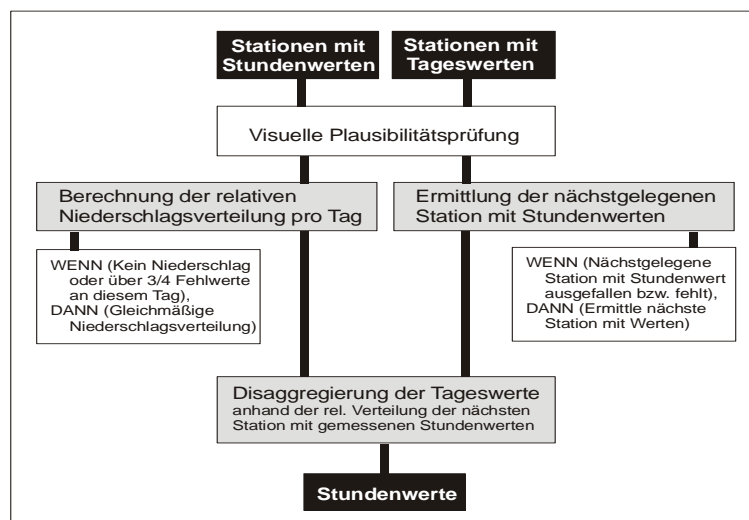 Stationen mit
Stundenwerten
Stationen mit
Tageswerten
Visuelle Plausibilitätsprüfung
Berechnung der relativen
Niederschlagsverteilung pro Tag
Ermittlung der nächstgelegenen
Station mit Stundenwerten
WENN (Kein Niederschlag
oder über 3/4 Fehlwerte
an diesem Tag),
DANN (Gleichmäßige
Niederschlagsverteilung)
WENN (Nächstgelegene
Station mit Stundenwert
ausgefallen bzw. fehlt),
DANN (Ermittle nächste
Station mit Werten)
Disaggregierung der Tageswerte
anhand der rel. Verteilung der nächsten
Station mit gemessenen Stundenwerten
Stundenwerte